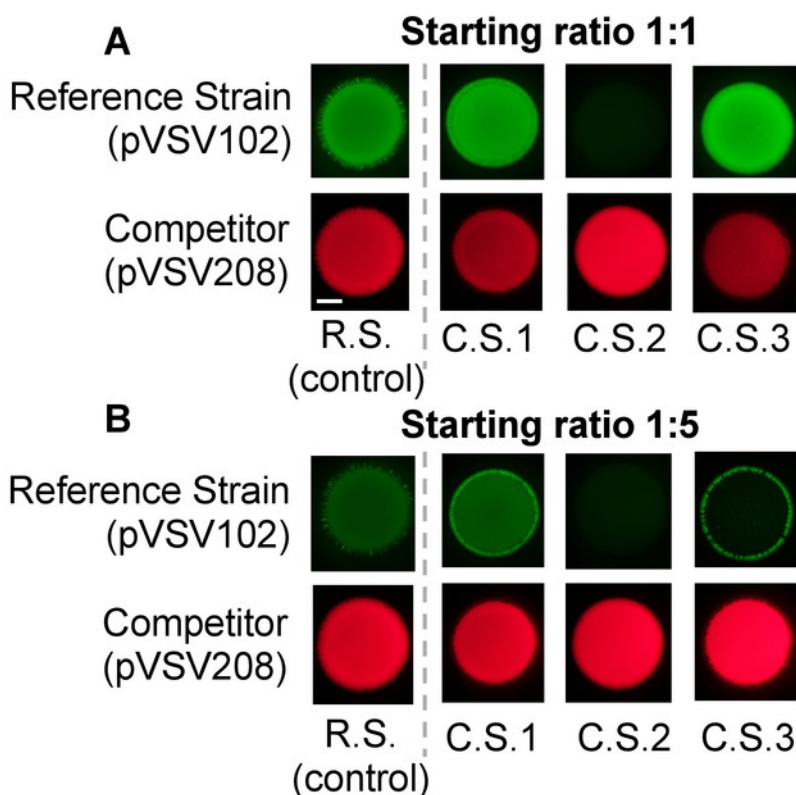 A
Starting ratio 1:1
Reference Strain
(pVSV102)
Competitor
(pVSV208)
R.S.
(control)
C.S.1
C.S.2
C.S.3
B
Starting ratio 1:5
Reference Strain
(pVSV102)
Competitor
(pVSV208)
R.S.
(control)
C.S.1
C.S.2
C.S.3